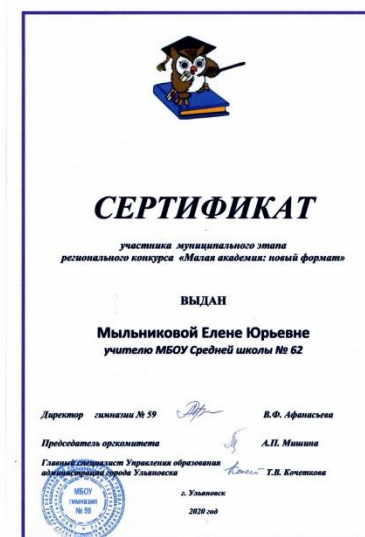 СЕРТИФИКАТ
участника муниципального этапа
регионального конкурса «Малая академия: новый формат»
ВЫДАН
Мыльниковой Елене Юрьевне
учителю МБОУ Средней школы № 62
Директор гимназии № 59 В.Ф. Афанасьева
Председатель оргкомитета А.П. Мишина
Главный специалист Управления образования
администрации города Ульяновска Т.В. Кочеткова
МБОУ
ГИМНАЗИЯ
№ 59
г. Ульяновск
2020 год